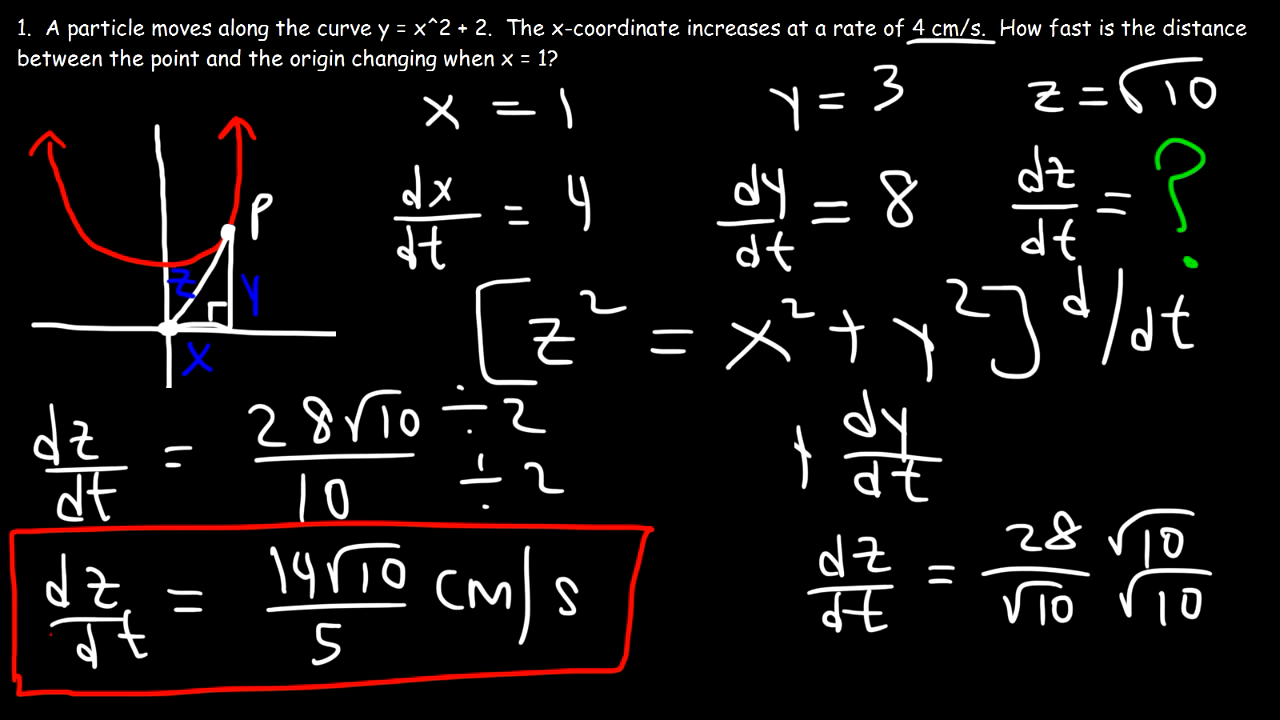 1. A particle moves along the curve y = x^2 + 2. The x-coordinate increases at a rate of 4 cm/s. How fast is the distance
between the point and the origin changing when x = 1?
x = 1
y = 3
z = √10
dx/dt = 4
dy/dt = 8
dz/dt = ?
P
z
y
x
[z² = x² + y²] d/dt
dz/dt = 28√10/10 ÷2 ÷2
dy/dt
dz/dt = 28/√10 √10/√10
dz/dt = 14√10/5 cm/s